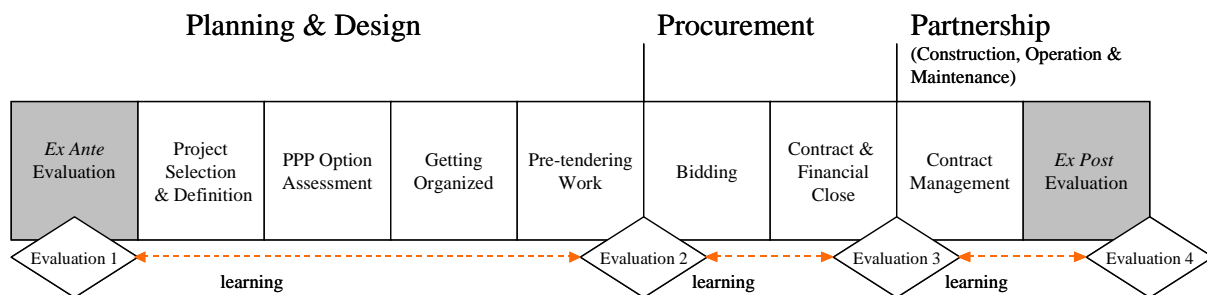 Planning & Design
Procurement
Partnership
(Construction, Operation &
Maintenance)
Ex Ante
Evaluation
Project
Selection
& Definition
PPP Option
Assessment
Getting
Organized
Pre-tendering
Work
Bidding
Contract &
Financial
Close
Contract
Management
Ex Post
Evaluation
Evaluation 1
Evaluation 2
Evaluation 3
Evaluation 4
learning
learning
learning